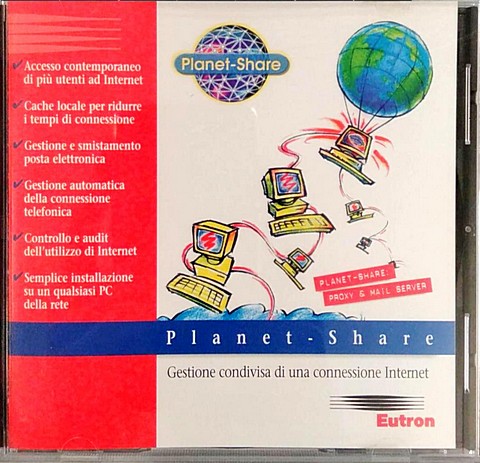 Accesso contemporaneo
di più utenti ad Internet
Cache locale per ridurre
i tempi di connessione
Gestione e smistamento
posta elettronica
Gestione automatica
della connessione
telefonica
Controllo e audit
dell'utilizzo di Internet
Semplice installazione
su un qualsiasi PC
della rete
Planet-Share
PLANET-SHARE:
PROXY & MAIL SERVER
Planet-Share
Gestione condivisa di una connessione Internet
Eutron